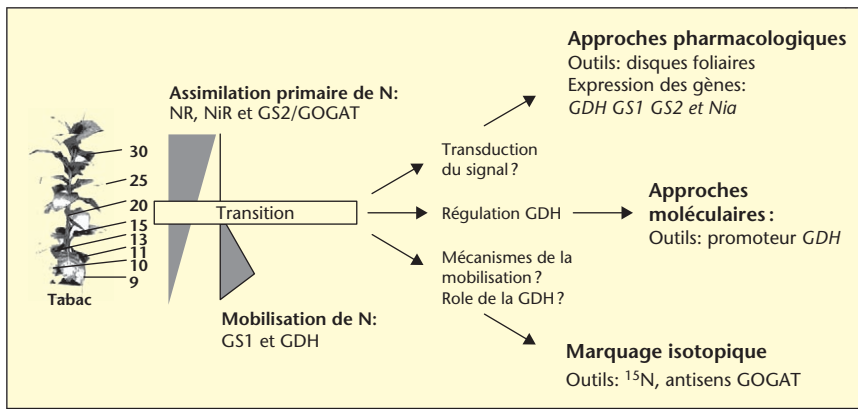 Approches pharmacologiques
Outils: disques foliaires
Expression des gènes:
GDH GS1 GS2 et Nia
Assimilation primaire de N:
NR, NiR et GS2/GOGAT
30
25
20
15
13
11
10
9
Tabac
Transition
Mobilisation de N:
GS1 et GDH
Transduction
du signal ?
Régulation GDH
Mécanismes de la
mobilisation ?
Role de la GDH ?
Approches
moléculaires :
Outils: promoteur GDH
Marquage isotopique
Outils: ¹⁵N, antisens GOGAT